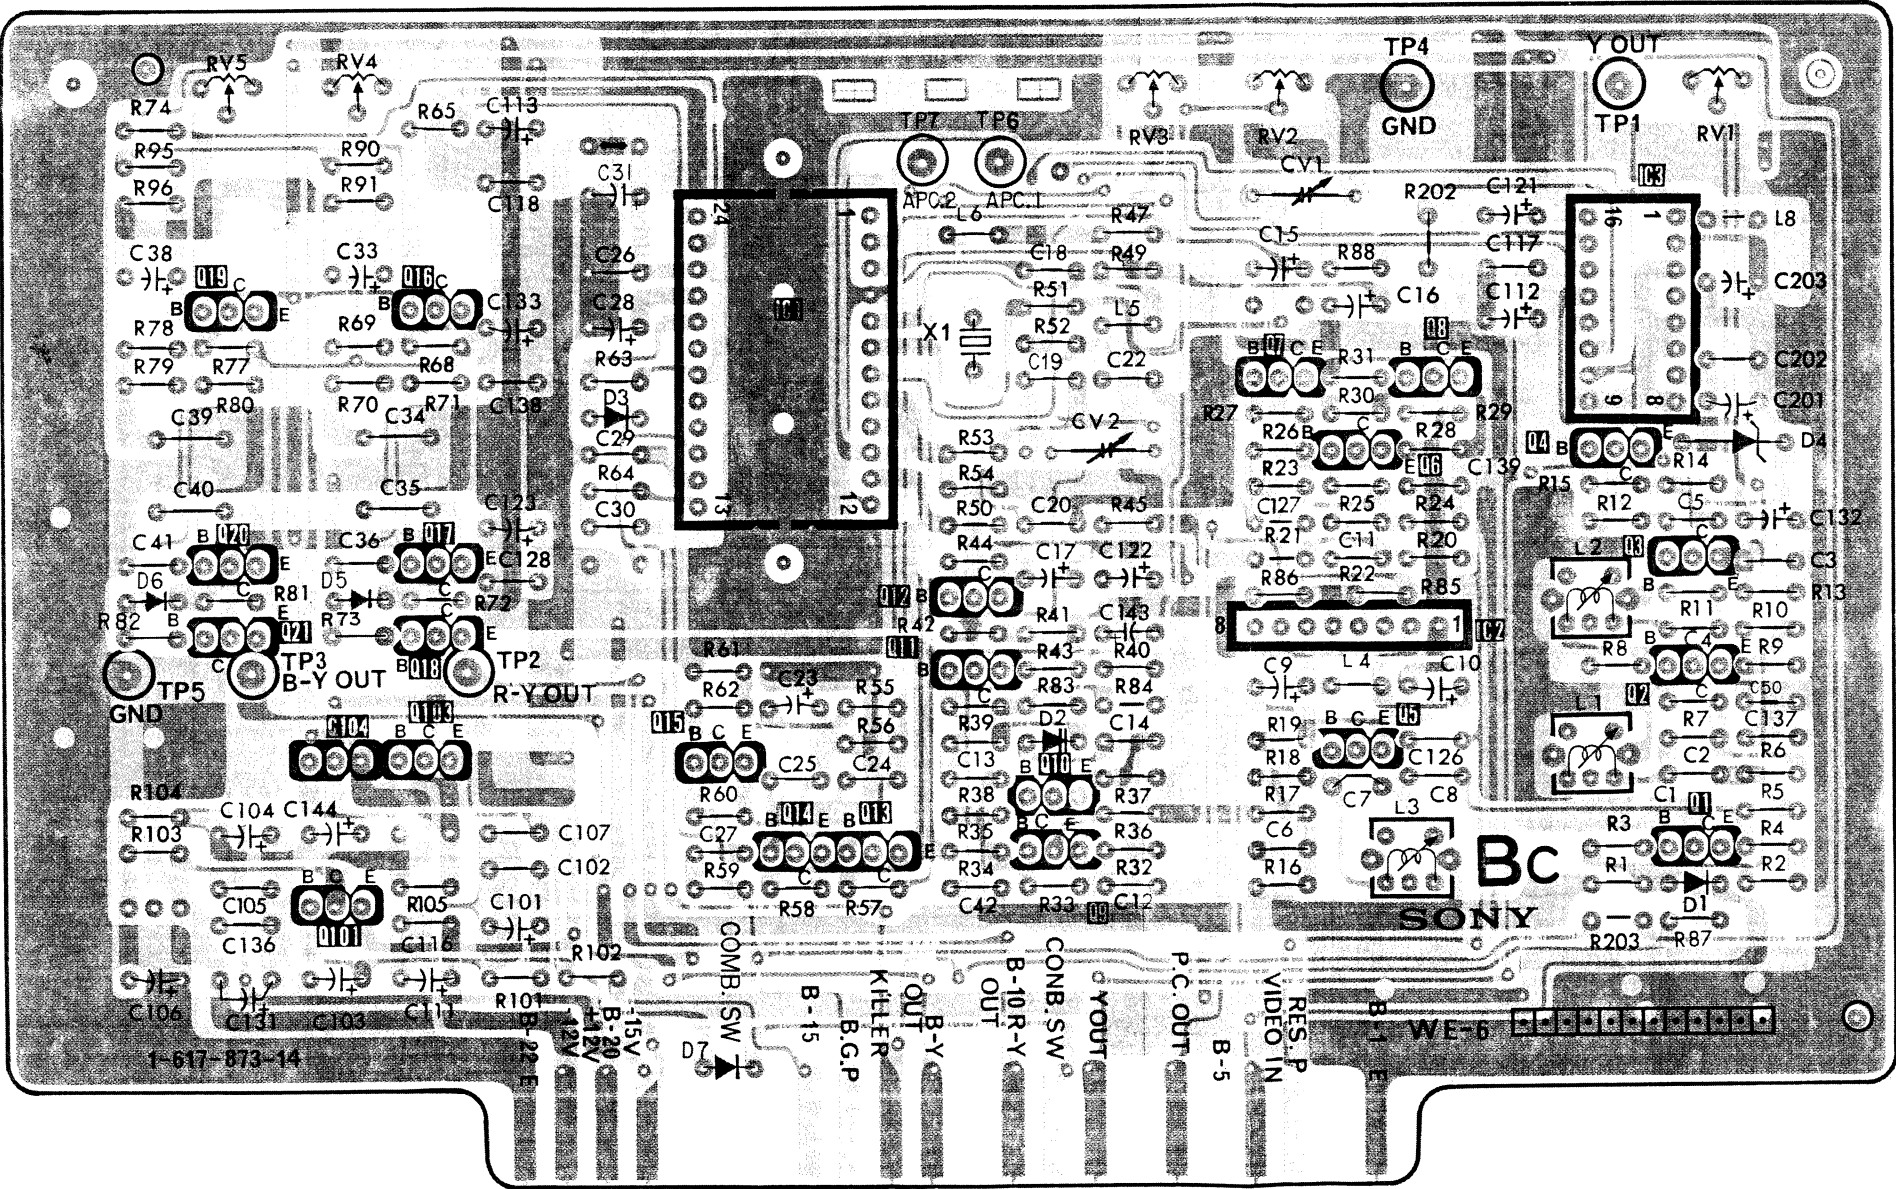 TP4 Y OUT
RV5 RV4
R74 R65 C113 TP7 TP6 RV3 RV2 GND TP1 RV1
R95 R90 C31 CV1 IC3
R96 R91 C118 APC.2 APC.1 R202 C121
24 1 L6 R47 16 1 L8
C38 C33 C26 C18 R49 C15 R88 C117
Q19 C Q16 C R51 C16 C112 C203
B E B C133 C28 IC1 X1 R52 L5 Q8
R78 R69 R63 Q7 B C E R31 B C E
R79 R77 R68 C19 C22 C202
R80 R70 R71 C138 D3 R30 9 8 C201
C39 C34 C29 CV2 R27 R29
R53 R26 B C R28 Q4 B E D4
R64 R54 R23 E Q6 C139 C R14
C40 C35 C123 C30 13 12 C20 R45 C127 R25 R24 R15 R12 C5 C132
R50 R21 C11 R20
C41 B Q20 E C36 B Q17 E C128 R44 C17 C122 L2 Q3 C C3
D6 C R81 D5 C R72 Q12 B C R86 R22 R85 B E R13
R82 B E Q21 R73 E R42 R41 C143 8 1 IC2 R11 R10
C TP3 B Q18 TP2 R61 Q11 R43 R40 R8 B C4 E R9
TP5 B-Y OUT R-Y OUT R62 C23 R55 B C R83 R84 C9 L4 C10 Q2 C C50
GND C104 Q103 Q15 R56 R39 D2 C14 R19 B C E Q5 L1 R7 C137
B C E B C E C25 C24 C13 Q10 R18 C126 C2 R6
R104 R60 R38 B E R37 R17 C7 C8 C1 Q1 R5
R103 C104 C144 C107 C27 B Q14 E B Q13 E R35 B C E R36 C6 L3 R3 B C E R4
C102 R59 C C R34 R32 R16 BC R1 R2
C105 B C E R105 C101 R58 R57 C42 R33 Q9 C12 SONY D1
C136 Q101 C116 R102 R203 R87
C106 C131 C103 C111 R101
B-22 E
-12V
+12V
B-20
-15V
COMB.SW
B-15
B.G.P
KILLER
OUT
B-Y
OUT
B-10 R-Y
CONB.SW
YOUT
P.C.OUT
B-5
VIDEO IN
RES.P
B-1 E
WE-6
D7
1-617-873-14